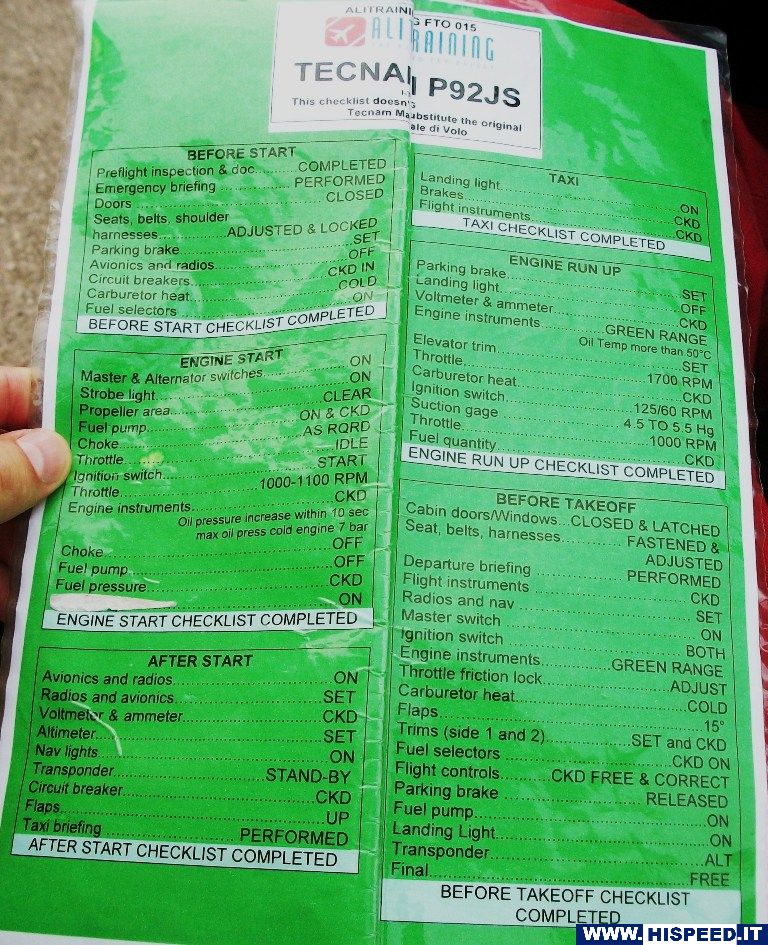 ALITRAINI G FTO 015
ALITRAINING
TECNAM P92JS
This checklist doesn's
Tecnam Maubstitute the original
ale di Volo
BEFORE START
Preflight inspection & doc......COMPLETED
Emergency briefing......PERFORMED
Doors......CLOSED
Seats, belts, shoulder
harnesses......ADJUSTED & LOCKED
Parking brake......SET
Avionics and radios......OFF
Circuit breakers......CKD IN
Carburetor heat......COLD
Fuel selectors......ON
BEFORE START CHECKLIST COMPLETED
ENGINE START
Master & Alternator switches......ON
Strobe light......ON
Propeller area......CLEAR
Fuel pump......ON & CKD
Choke......AS RQRD
Throttle......IDLE
Ignition switch......START
Throttle......1000-1100 RPM
Engine instruments......CKD
Oil pressure increase within 10 sec
max oil press cold engine 7 bar
Choke......OFF
Fuel pump......OFF
Fuel pressure......CKD
......ON
ENGINE START CHECKLIST COMPLETED
AFTER START
Avionics and radios......ON
Radios and avionics......SET
Voltmeter & ammeter......CKD
Altimeter......SET
Nav lights......ON
Transponder......STAND-BY
Circuit breaker......CKD
Flaps......UP
Taxi briefing......PERFORMED
AFTER START CHECKLIST COMPLETED
TAXI
Landing light......ON
Brakes......CKD
Flight instruments......CKD
TAXI CHECKLIST COMPLETED
ENGINE RUN UP
Parking brake......SET
Landing light......OFF
Voltmeter & ammeter......CKD
Engine instruments......GREEN RANGE
Oil Temp more than 50°C
Elevator trim......SET
Throttle......1700 RPM
Carburetor heat......CKD
Ignition switch......125/60 RPM
Suction gage......4.5 TO 5.5 Hg
Throttle......1000 RPM
Fuel quantity......CKD
ENGINE RUN UP CHECKLIST COMPLETED
BEFORE TAKEOFF
Cabin doors/Windows...CLOSED & LATCHED
Seat, belts, harnesses......FASTENED &
ADJUSTED
Departure briefing......PERFORMED
Flight instruments......CKD
Radios and nav......SET
Master switch......ON
Ignition switch......BOTH
Engine instruments......GREEN RANGE
Throttle friction lock......ADJUST
Carburetor heat......COLD
Flaps......15°
Trims (side 1 and 2)......SET and CKD
Fuel selectors......CKD ON
Flight controls......CKD FREE & CORRECT
Parking brake......RELEASED
Fuel pump......ON
Landing Light......ON
Transponder......ALT
Final......FREE
BEFORE TAKEOFF CHECKLIST
COMPLETED
WWW.HISPEED.IT